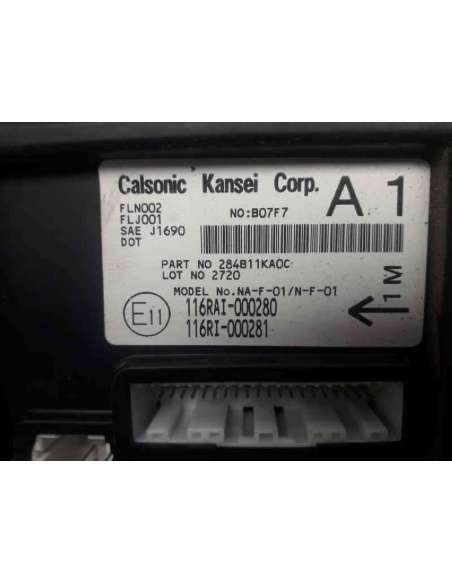 Calsonic Kansei Corp. A 1
FLN002
FLJ001
NO:B07F7
SAE J1690
DOT
PART NO 284B11KA0C
LOT NO 2720
MODEL No.NA-F-01/N-F-01
E11
116RAI-000280
116RI-000281
1M